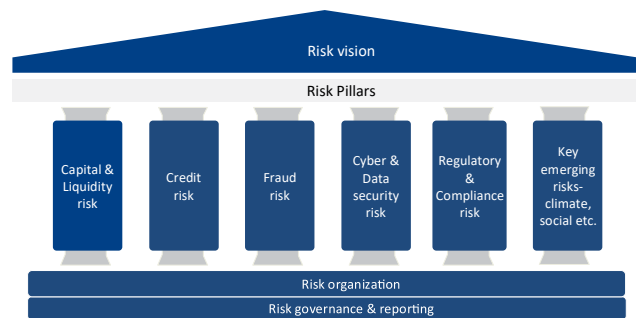 Risk vision
Risk Pillars
Capital &
Liquidity
risk
Credit
risk
Fraud
risk
Cyber &
Data
security
risk
Regulatory
&
Compliance
risk
Key
emerging
risks-
climate,
social etc.
Risk organization
Risk governance & reporting